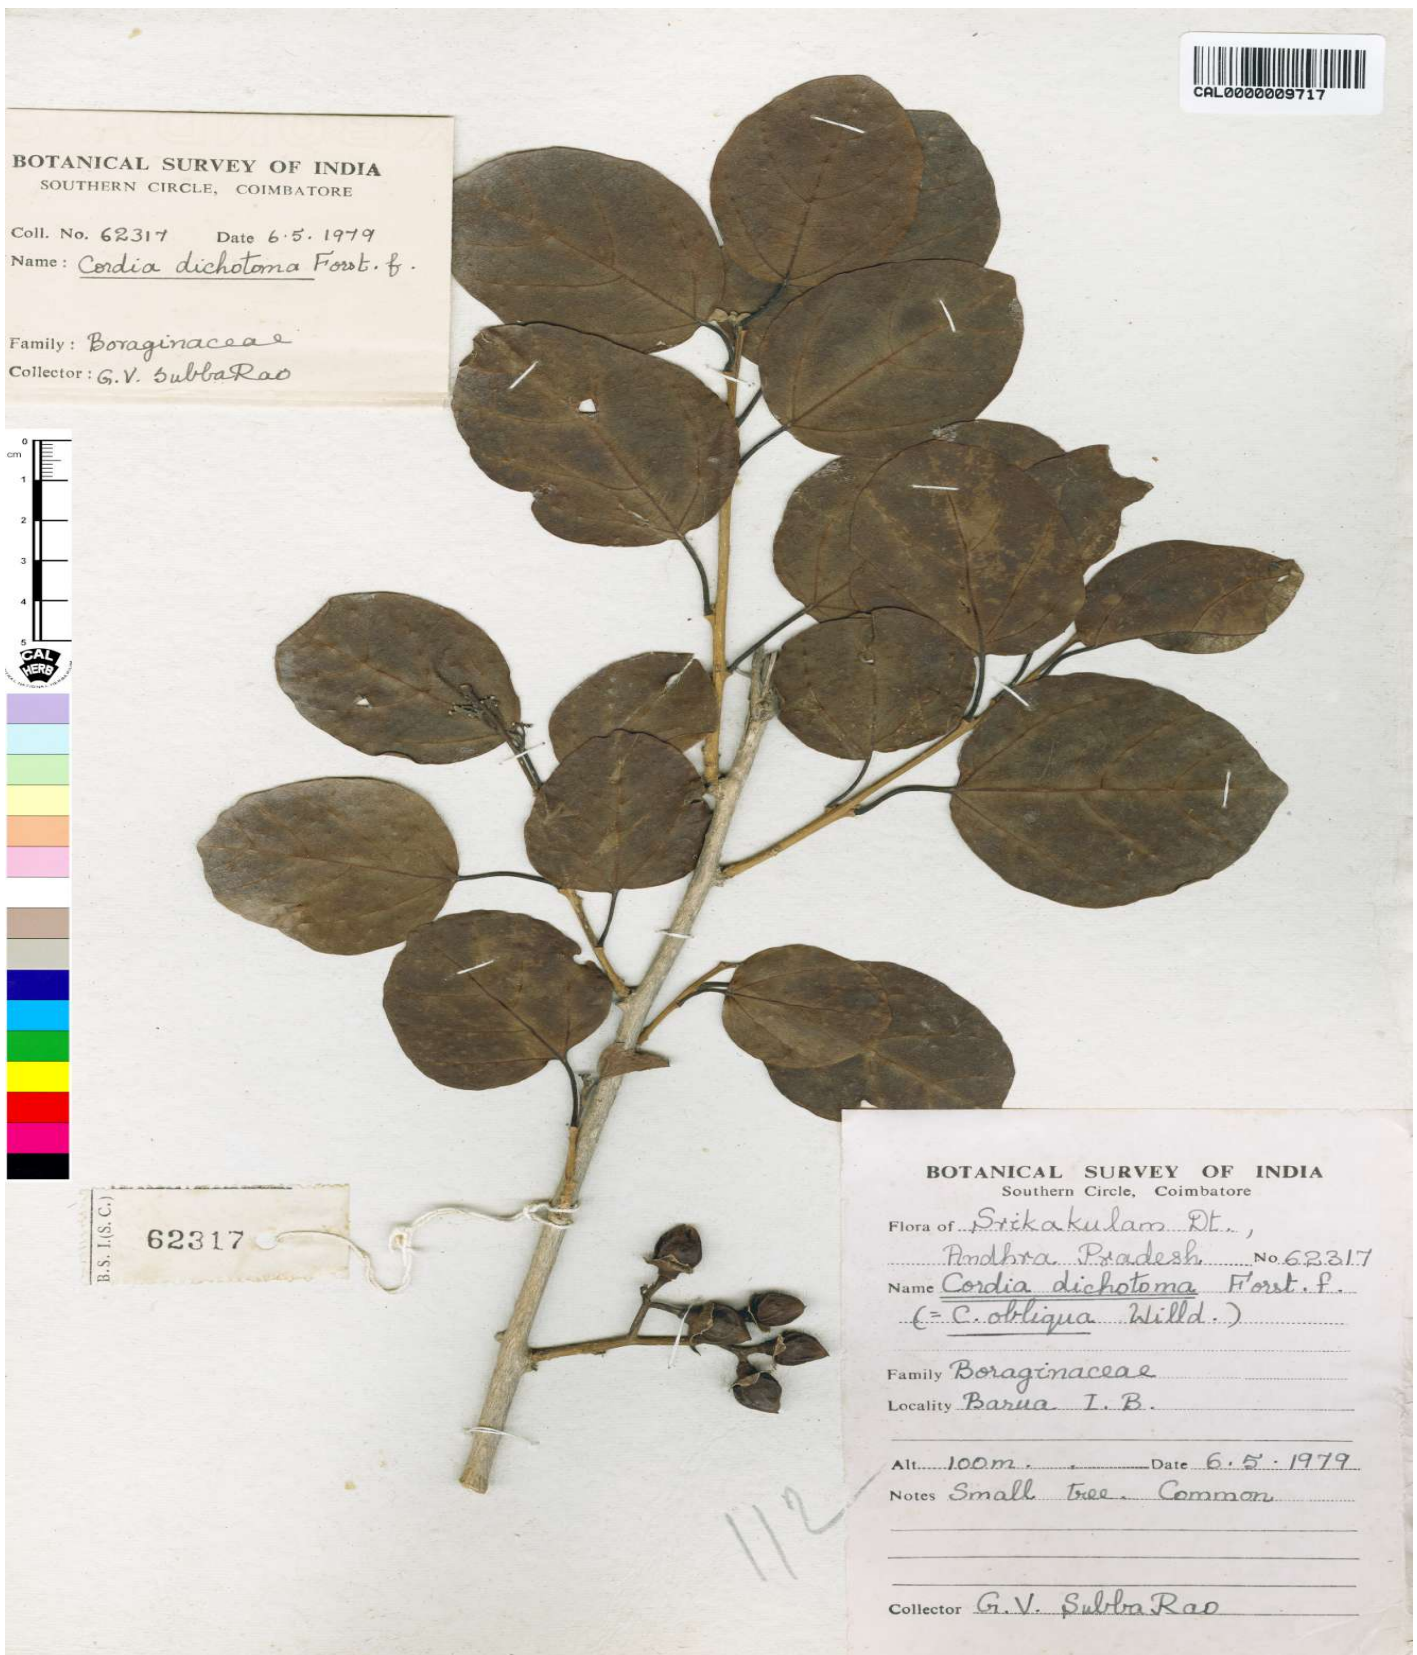 CAL0000009717
BOTANICAL SURVEY OF INDIA
SOUTHERN CIRCLE, COIMBATORE
Coll. No. 62317 Date 6.5.1979
Name: Cordia dichotoma Forst. f.
Family: Boraginaceae
Collector: G.V. SubbaRao
0
cm
1
2
3
4
5
CAL
HERB
B.S.I.(S.C.)
62317
BOTANICAL SURVEY OF INDIA
Southern Circle, Coimbatore
Flora of Srikakulam Dt.,
Andhra Pradesh No 62317
Name Cordia dichotoma Forst. f.
(= C. obliqua Willd.)
Family Boraginaceae
Locality Barua I. B.
Alt. 100m. Date 6.5.1979
Notes Small tree. Common
Collector G.V. SubbaRao
112